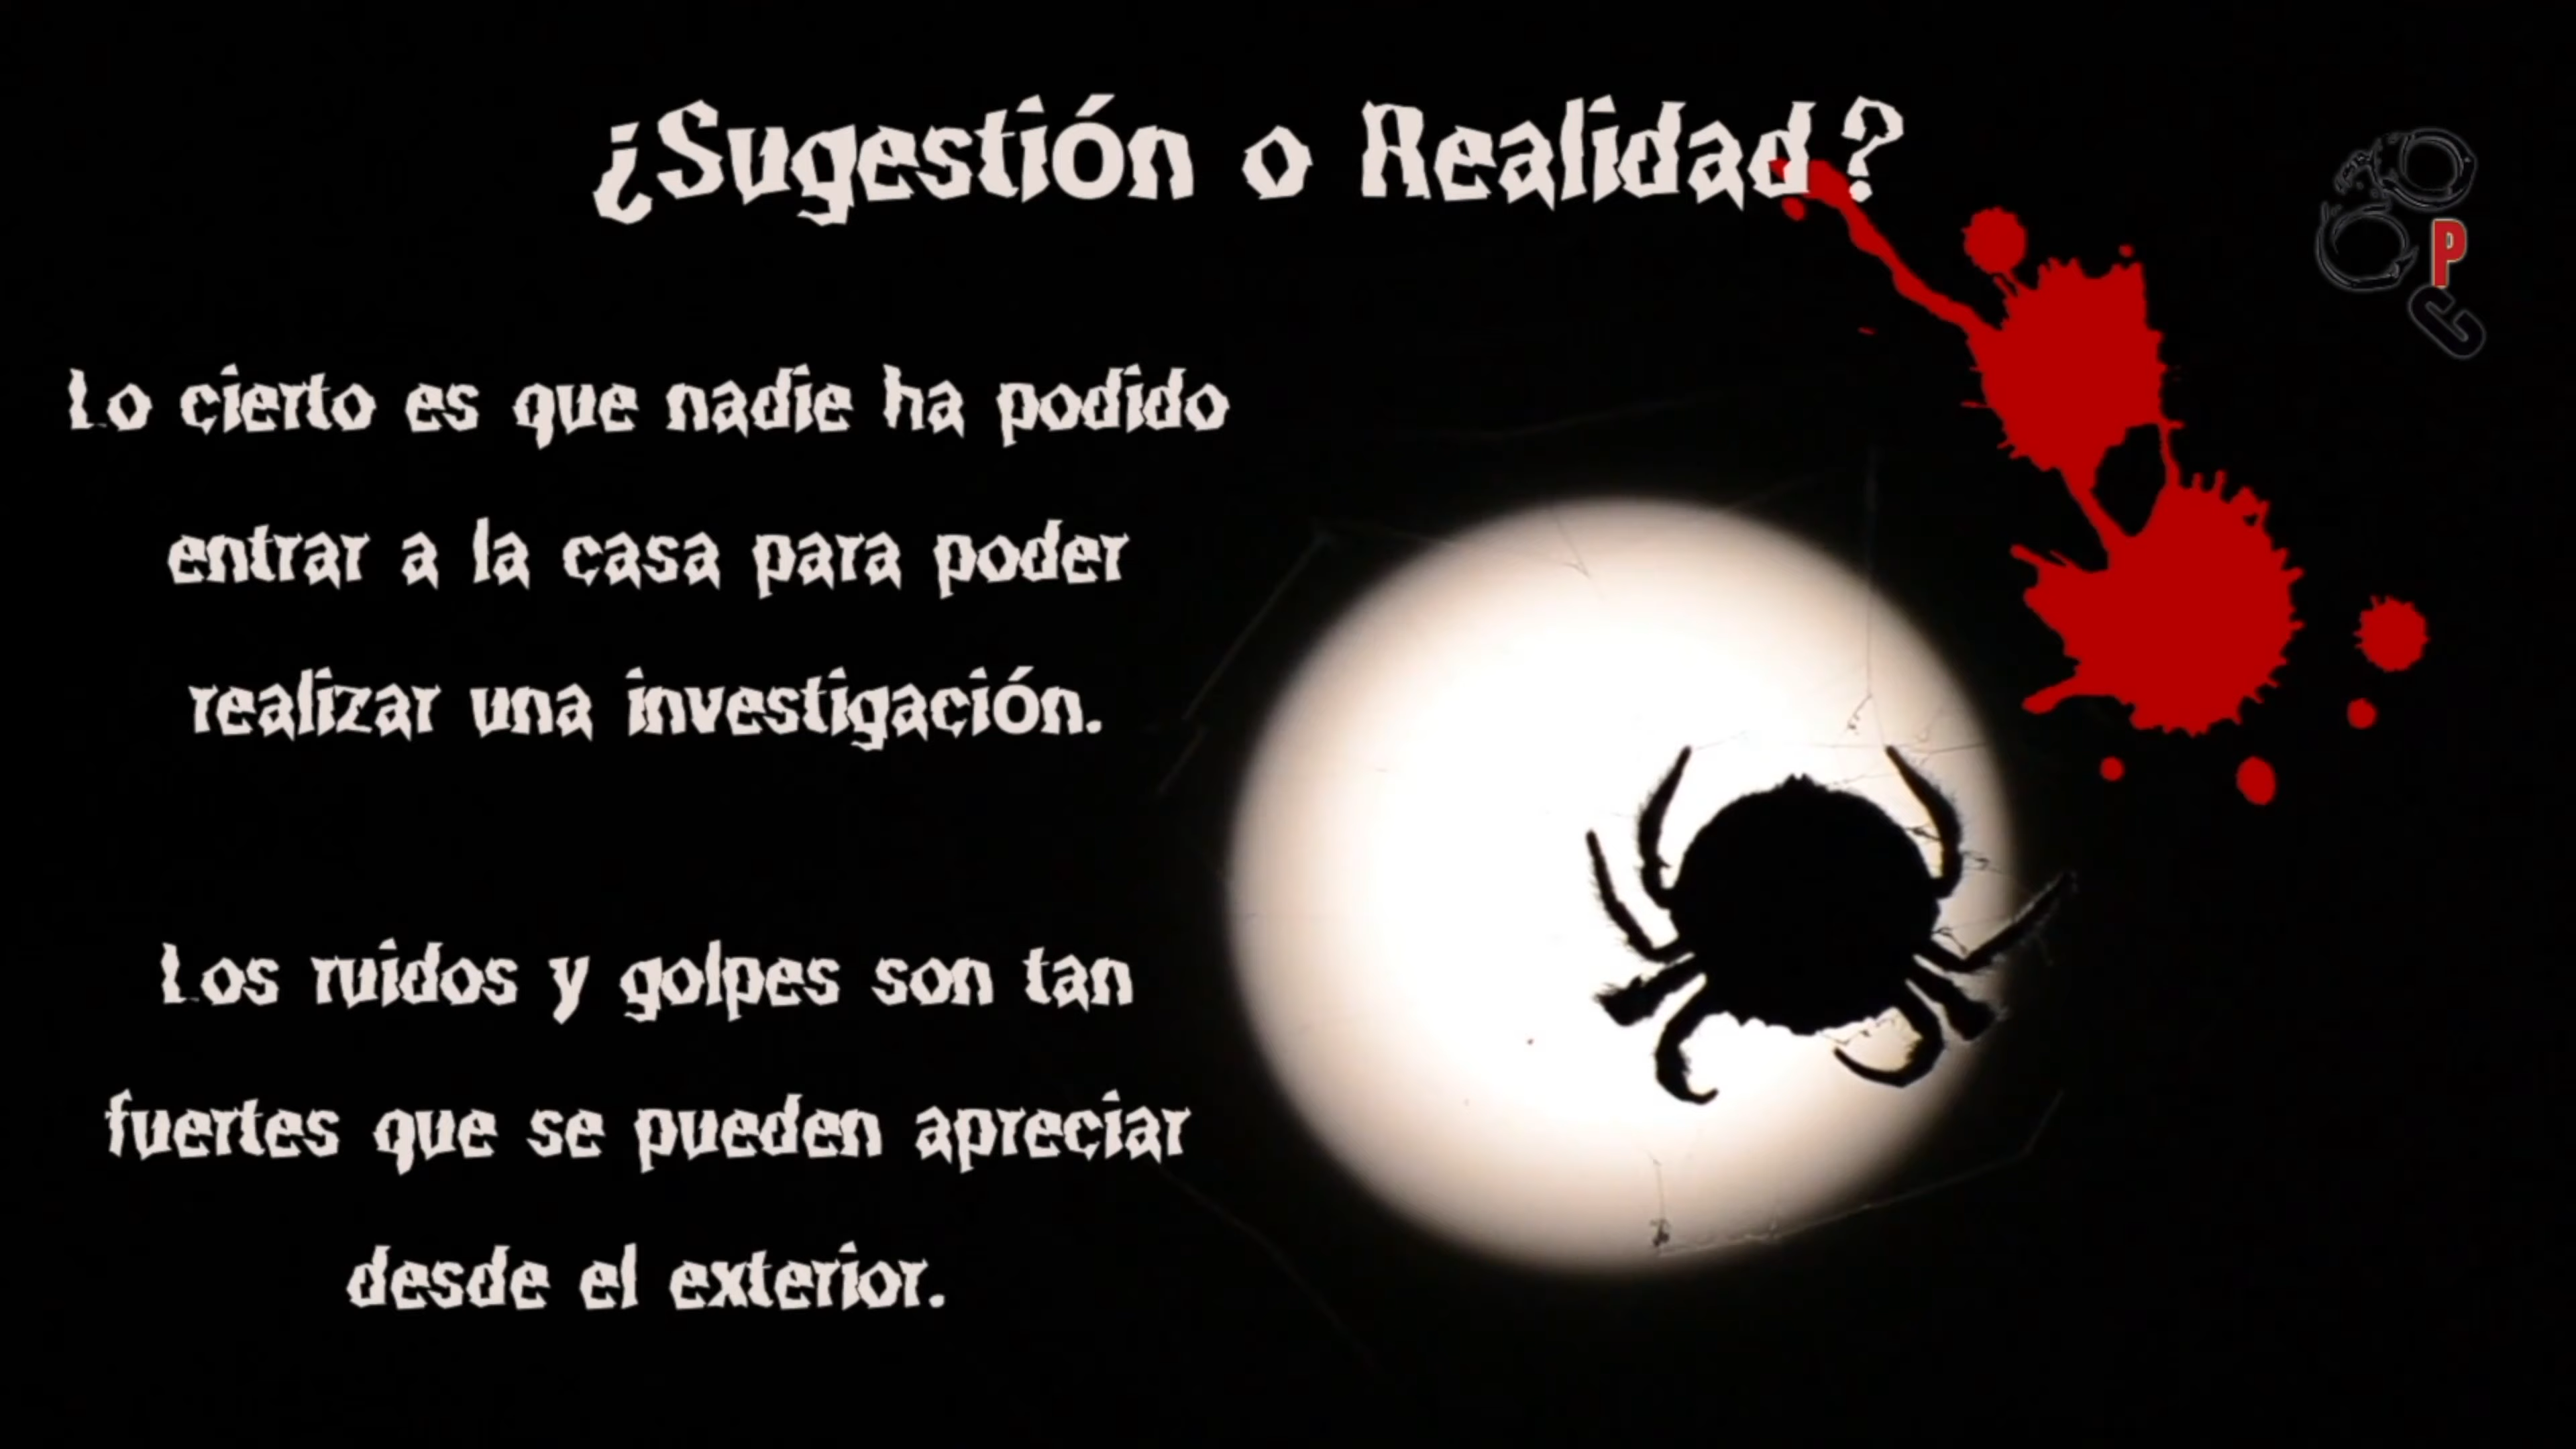 ¿Sugestión o Realidad?
Lo cierto es que nadie ha podido
entrar a la casa para poder
realizar una investigación.
Los ruidos y golpes son tan
fuertes que se pueden apreciar
desde el exterior.
P
C